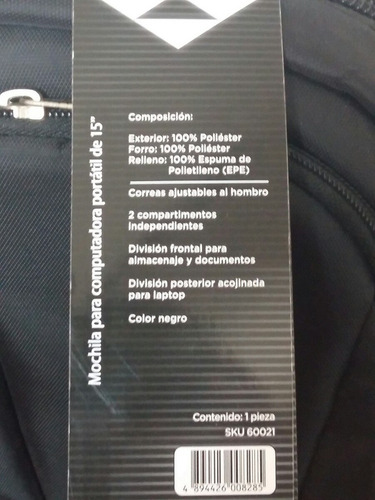 Mochila para computadora portátil de 15"
Composición:
Exterior: 100% Poliéster
Forro: 100% Poliéster
Relleno: 100% Espuma de
Polietileno (EPE)
Correas ajustables al hombro
2 compartimentos
independientes
División frontal para
almacenaje y documentos
División posterior acojinada
para laptop
Color negro
Contenido: 1 pieza
SKU 60021
4 894426 008285